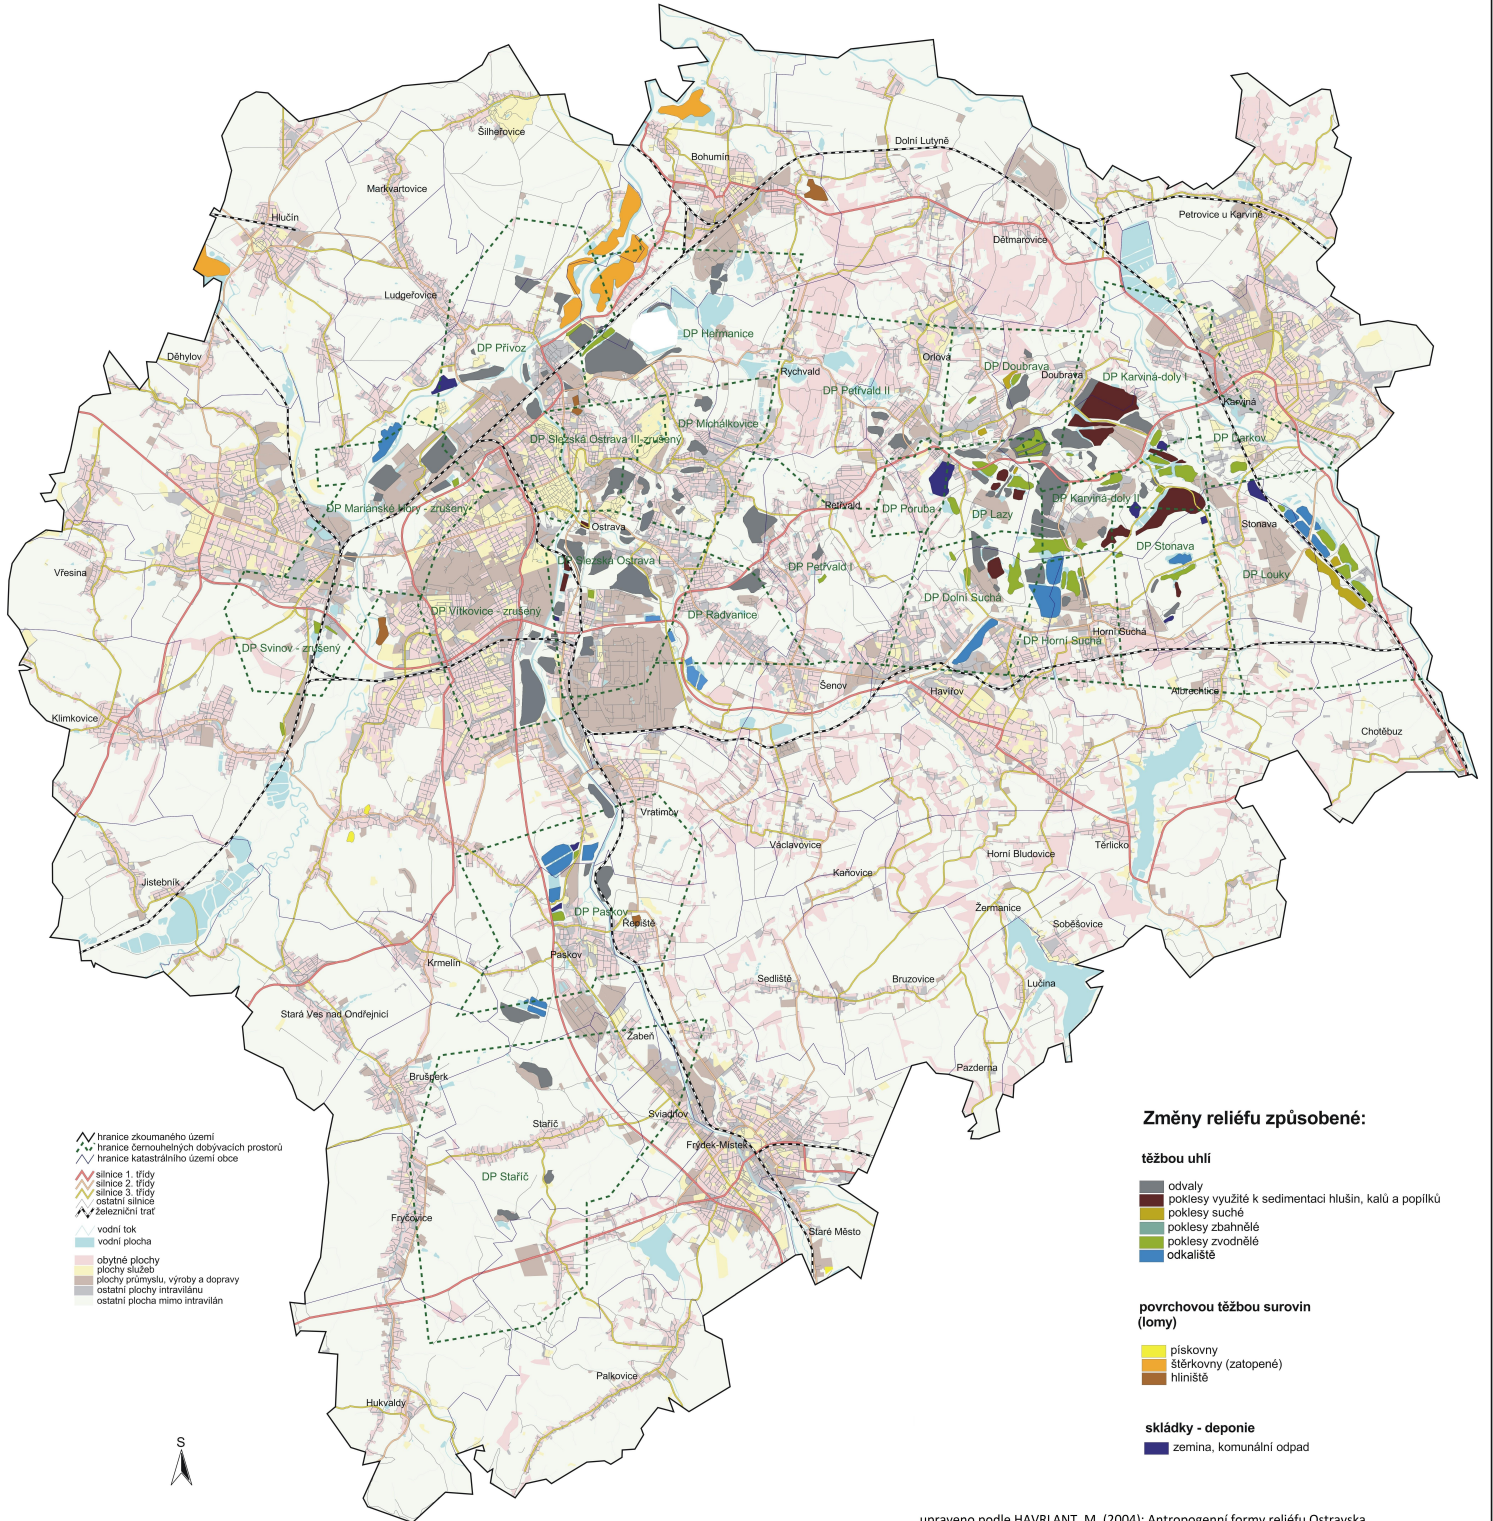 Šilheřovice
Bohumín
Dolní Lutyně
Markvartovice
Hlučín
Petrovice u Karviné
Dětmarovice
Ludgeřovice
DP Heřmanice
DP Přívoz
Děhylov
Orlová
DP Doubrava
Doubrava
DP Karviná-doly I
Rychvald
DP Petřvald II
Karviná
DP Michálkovice
DP Slezská Ostrava III-zrušený
DP Darkov
DP Mariánské Hory - zrušený
Petřvald
DP Poruba
DP Lazy
DP Karviná-doly II
Ostrava
Stonava
DP Stonava
DP Slezská Ostrava I
DP Petřvald I
Vřesina
DP Louky
DP Dolní Suchá
DP Vítkovice - zrušený
DP Radvanice
Horní Suchá
DP Horní Suchá
DP Svinov - zrušený
Šenov
Havířov
Albrechtice
Klimkovice
Chotěbuz
Vratimov
Václavovice
Těrlicko
Horní Bludovice
Kaňovice
Jistebník
Žermanice
DP Paskov
Řepiště
Soběšovice
Paskov
Krmelín
Sedliště
Bruzovice
Lučina
Stará Ves nad Ondřejnicí
Žabeň
Pazderna
Brušperk
Sviadnov
Staříč
Frýdek-Místek
DP Staříč
Fryčovice
Staré Město
Palkovice
Hukvaldy
hranice zkoumaného území
hranice černouhelných dobývacích prostorů
hranice katastrálního území obce
silnice 1. třídy
silnice 2. třídy
silnice 3. třídy
ostatní silnice
železniční trať
vodní tok
vodní plocha
obytné plochy
plochy služeb
plochy průmyslu, výroby a dopravy
ostatní plochy intravilánu
ostatní plocha mimo intravilán
S
Změny reliéfu způsobené:
těžbou uhlí
odvaly
poklesy využité k sedimentaci hlušin, kalů a popílků
poklesy suché
poklesy zbahnělé
poklesy zvodnělé
odkaliště
povrchovou těžbou surovin
(lomy)
pískovny
štěrkovny (zatopené)
hliniště
skládky - deponie
zemina, komunální odpad
upraveno podle HAVRLANT, M. (2004): Antropogenní formy reliéfu Ostravska